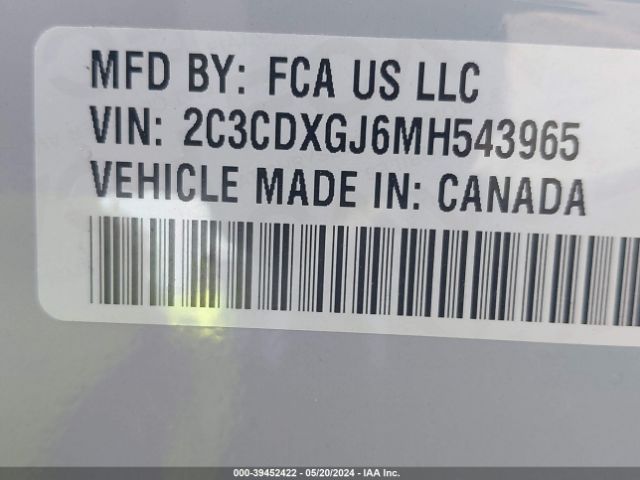 MFD BY: FCA US LLC
VIN: 2C3CDXGJ6MH543965
VEHICLE MADE IN: CANADA
000-39452422 - 05/20/2024 - IAA Inc.